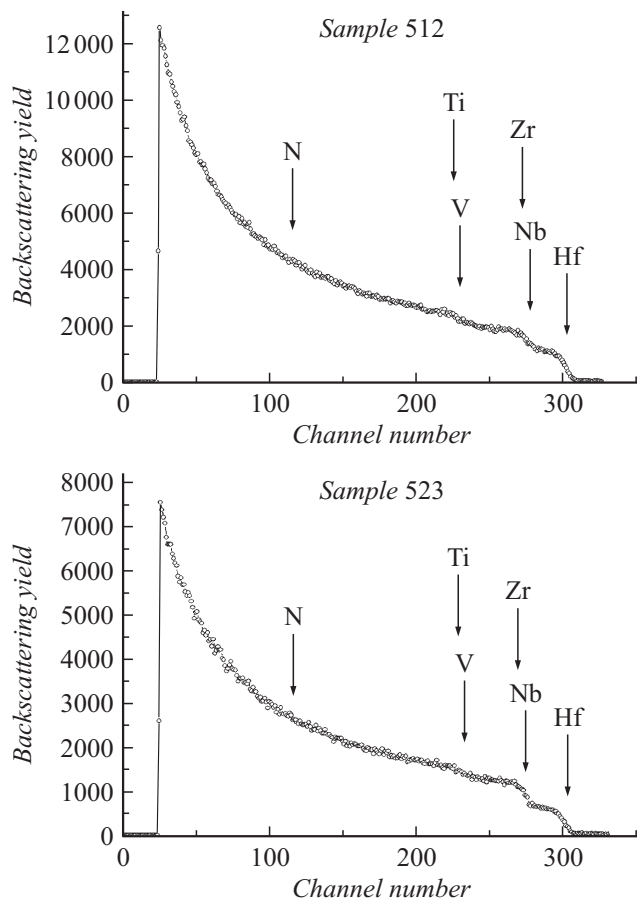 Sample 512
Backscattering yield
12 000
10 000
8000
6000
4000
2000
0
N
Ti
V
Zr
Nb
Hf
0 100 200 300
Channel number
Sample 523
Backscattering yield
8000
7000
6000
5000
4000
3000
2000
1000
0
N
Ti
V
Zr
Nb
Hf
0 100 200 300
Channel number